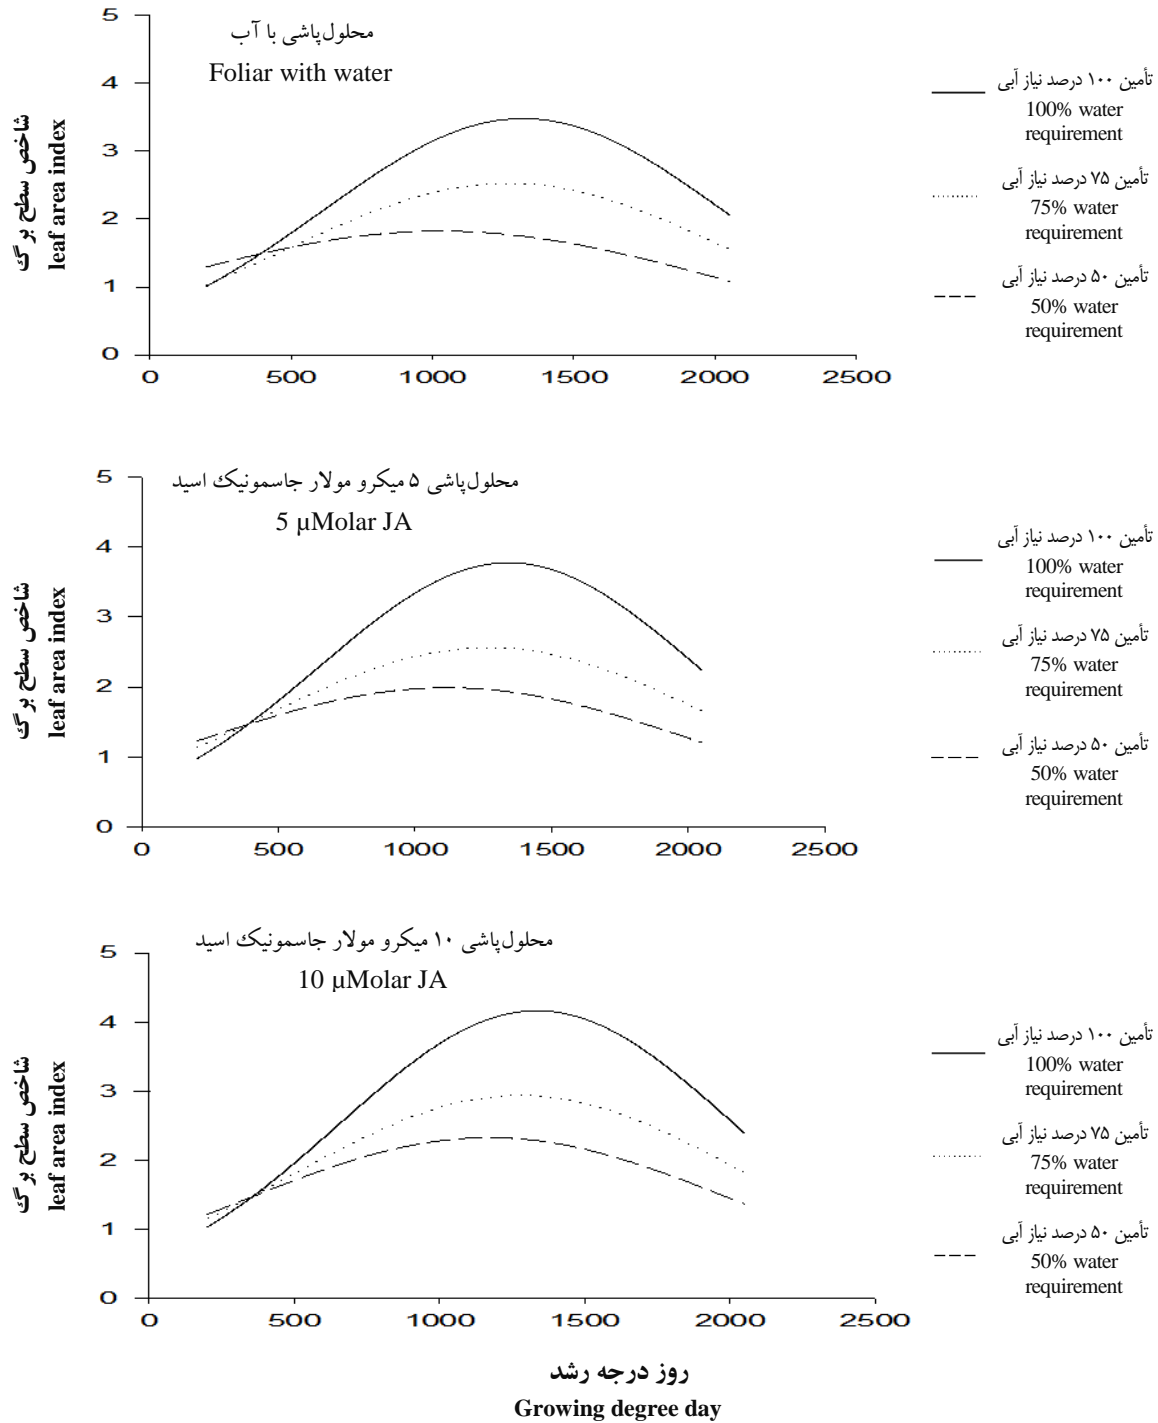 محلول‌پاشی با آب
Foliar with water
5
4
3
2
1
0
0 500 1000 1500 2000 2500
شاخص سطح برگ
leaf area index
تأمین ۱۰۰ درصد نیاز آبی
100% water
requirement
تأمین ۷۵ درصد نیاز آبی
75% water
requirement
تأمین ۵۰ درصد نیاز آبی
50% water
requirement
محلول‌پاشی ۵ میکرو مولار جاسمونیک اسید
5 µMolar JA
5
4
3
2
1
0
0 500 1000 1500 2000 2500
شاخص سطح برگ
leaf area index
تأمین ۱۰۰ درصد نیاز آبی
100% water
requirement
تأمین ۷۵ درصد نیاز آبی
75% water
requirement
تأمین ۵۰ درصد نیاز آبی
50% water
requirement
محلول‌پاشی ۱۰ میکرو مولار جاسمونیک اسید
10 µMolar JA
5
4
3
2
1
0
0 500 1000 1500 2000 2500
شاخص سطح برگ
leaf area index
تأمین ۱۰۰ درصد نیاز آبی
100% water
requirement
تأمین ۷۵ درصد نیاز آبی
75% water
requirement
تأمین ۵۰ درصد نیاز آبی
50% water
requirement
روز درجه رشد
Growing degree day